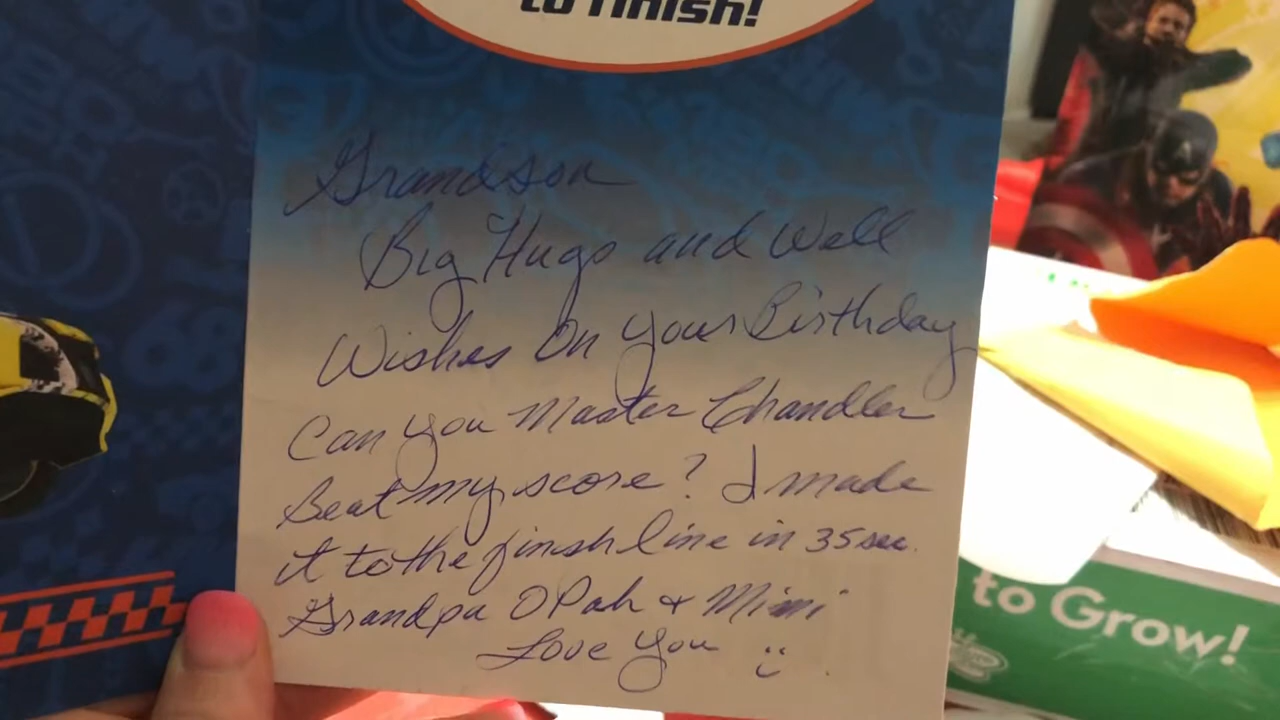 to finish!
Grandson
Big Hugs and Well
Wishes On your Birthday
Can you Master Chandler
Beat my score? I made
it to the finsh line in 35 sec.
Grandpa OPah & Mimi
Love You
to Grow!